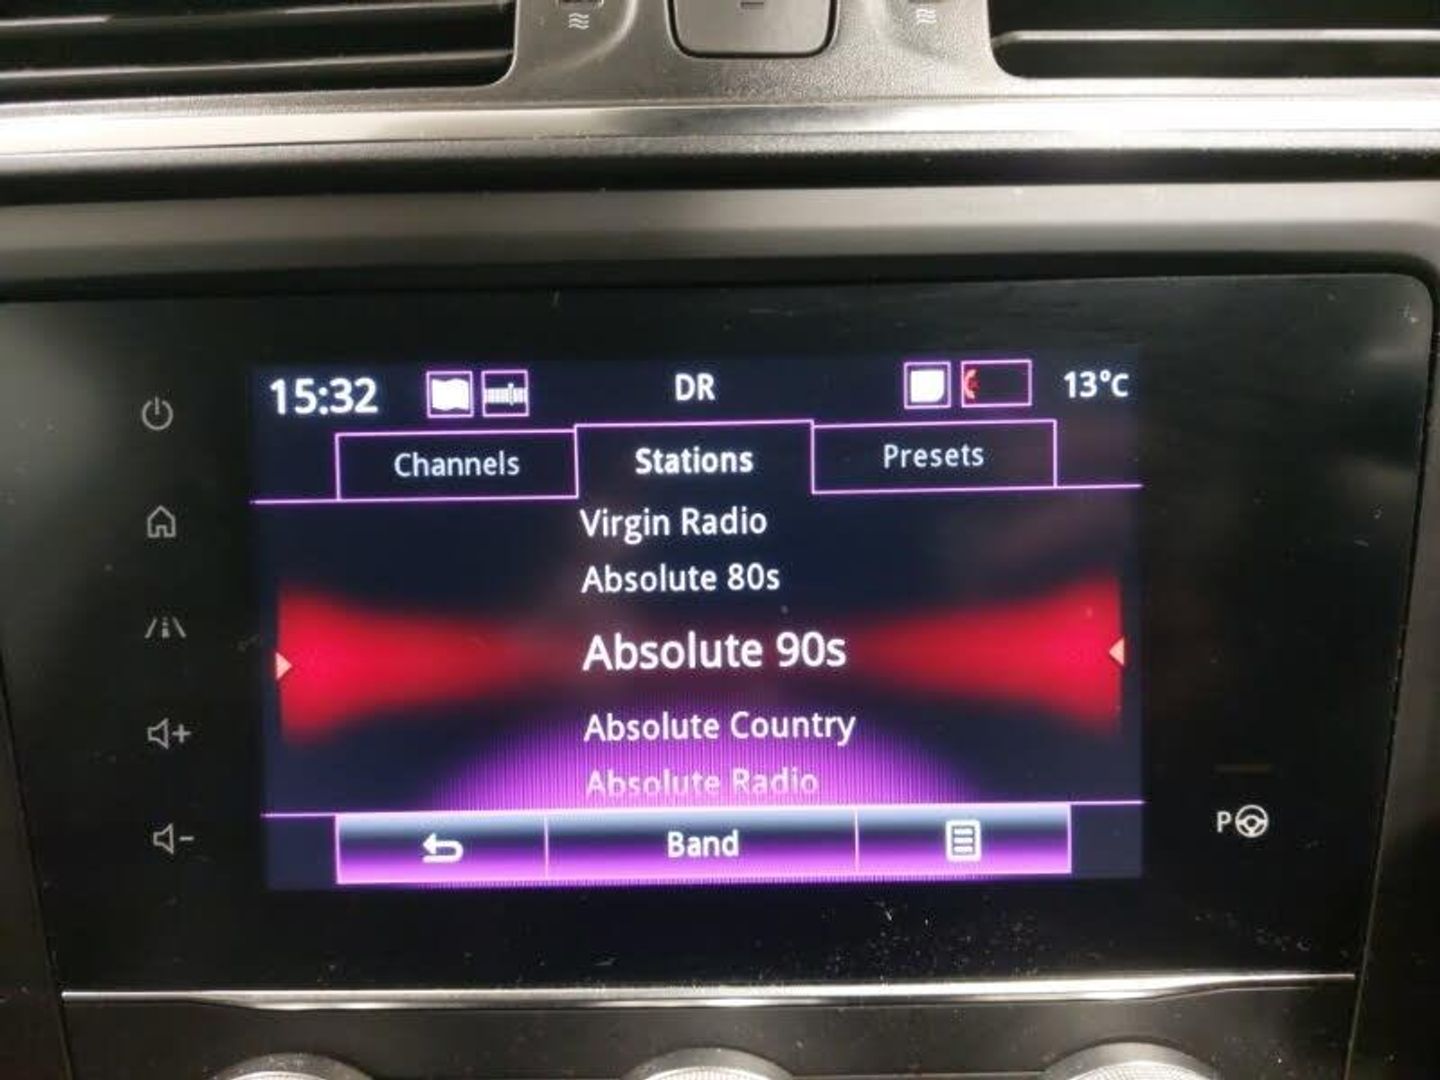 15:32 DR 13°C
Channels Stations Presets
Virgin Radio
Absolute 80s
Absolute 90s
Absolute Country
Absolute Radio
Band
P